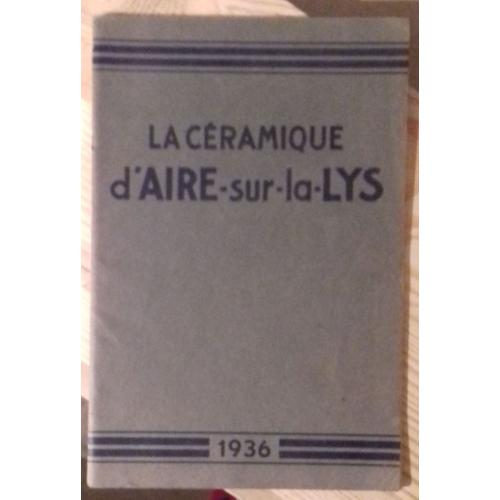 LA CÉRAMIQUE
d'AIRE-sur-la-LYS
1936